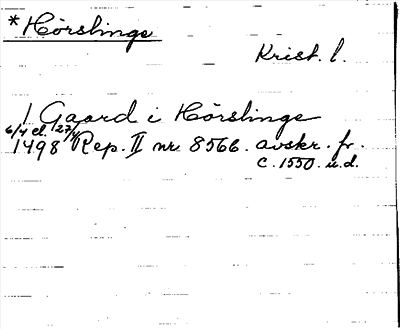 *Hörslinge
Krist. l.
1 Gaard i Hörslinge
6/4 el. 27/4
1498 Rep. II nr. 8566. avskr. fr.
c. 1550. u.d.